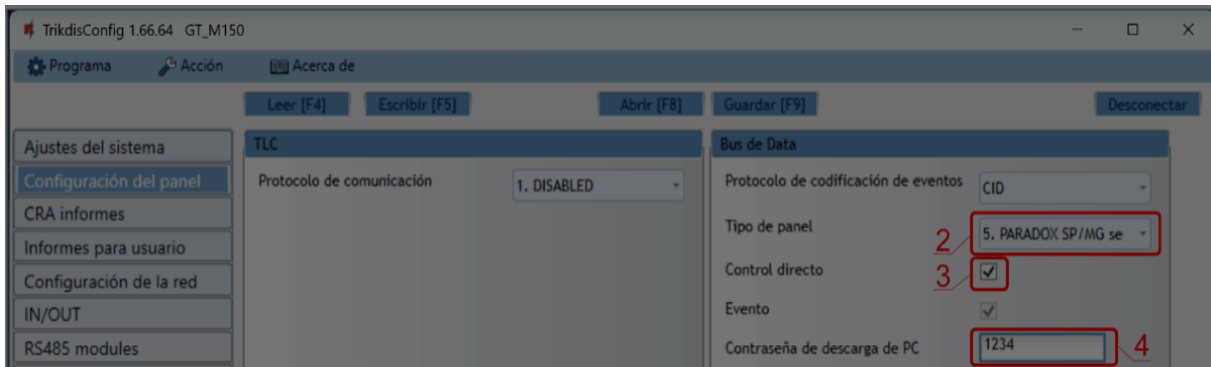 TrikdisConfig 1.66.64 GT_M150
Programa Acción Acerca de
Leer [F4] Escribir [F5] Abrir [F8] Guardar [F9] Desconectar
Ajustes del sistema
Configuración del panel
CRA informes
Informes para usuario
Configuración de la red
IN/OUT
RS485 modules
TLC
Protocolo de comunicación 1. DISABLED
Bus de Data
Protocolo de codificación de eventos CID
Tipo de panel 2 5. PARADOX SP/MG se
Control directo 3
Evento
Contraseña de descarga de PC 1234 4